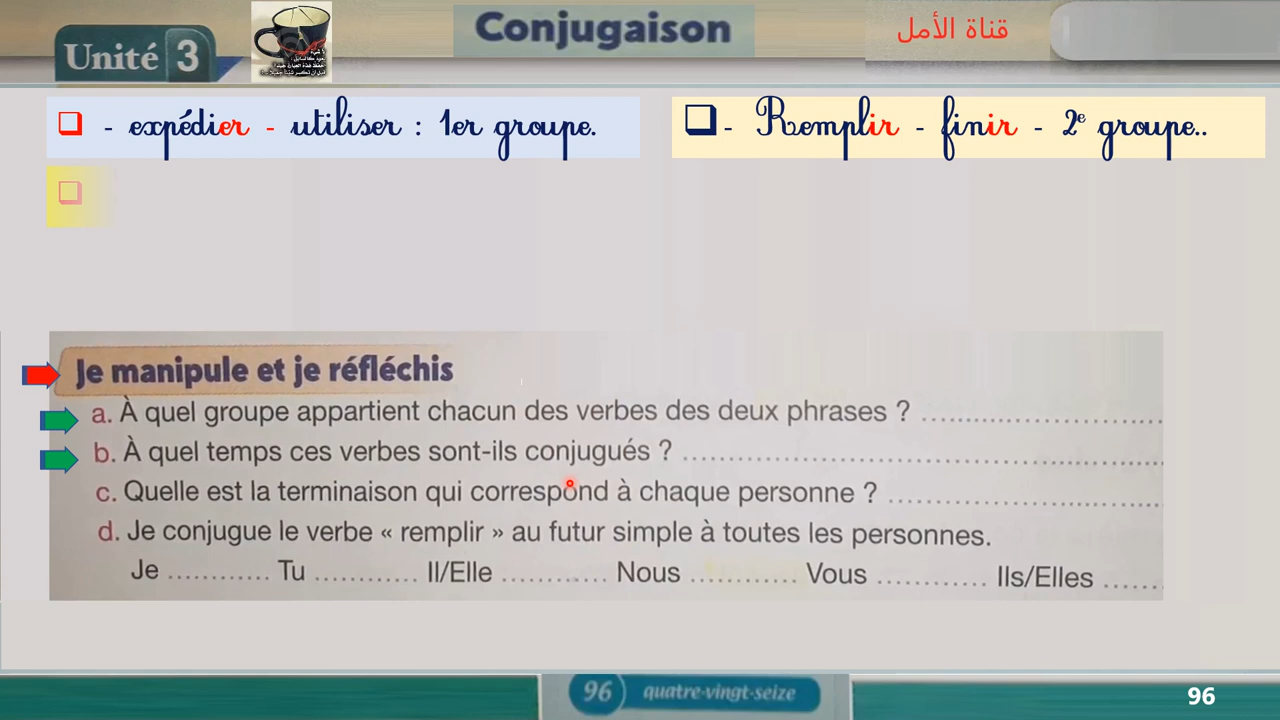 Unité 3
Conjugaison
قناة الأمل
- expédier - utiliser : 1er groupe.
- Remplir - finir - 2e groupe..
Je manipule et je réfléchis
a. À quel groupe appartient chacun des verbes des deux phrases ? ........................
b. À quel temps ces verbes sont-ils conjugués ? ................................................
c. Quelle est la terminaison qui correspond à chaque personne ? ...........................
d. Je conjugue le verbe « remplir » au futur simple à toutes les personnes.
Je ............ Tu ............ Il/Elle ............ Nous ............ Vous ............ Ils/Elles ......
96 quatre-vingt-seize
96